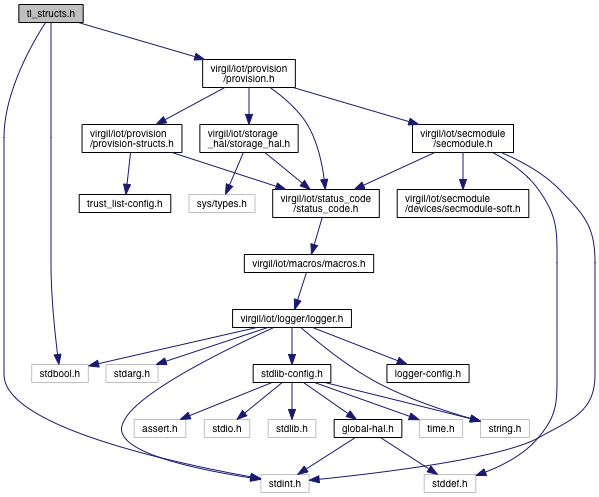 tl_structs.h
virgil/iot/provision
/provision.h
virgil/iot/provision
/provision-structs.h
virgil/iot/storage
_hal/storage_hal.h
virgil/iot/secmodule
/secmodule.h
trust_list-config.h
sys/types.h
virgil/iot/status_code
/status_code.h
virgil/iot/secmodule
/devices/secmodule-soft.h
virgil/iot/macros/macros.h
virgil/iot/logger/logger.h
stdbool.h
stdarg.h
stdlib-config.h
logger-config.h
assert.h
stdio.h
stdlib.h
global-hal.h
time.h
string.h
stdint.h
stddef.h